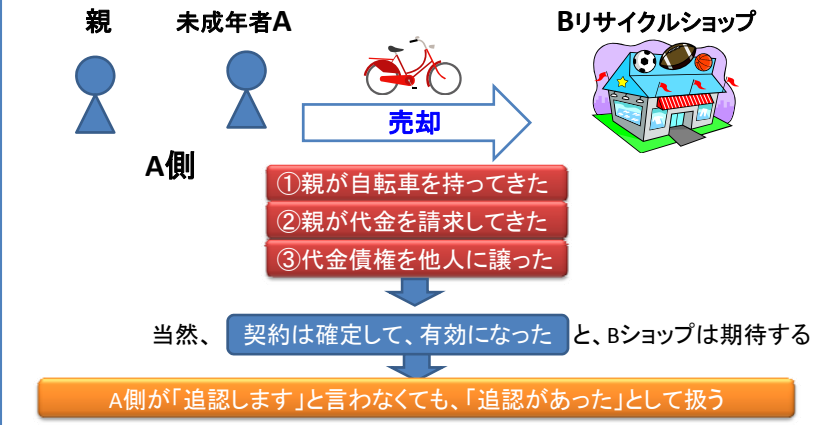 親 未成年者A Bリサイクルショップ
売却
A側
①親が自転車を持ってきた
②親が代金を請求してきた
③代金債権を他人に譲った
当然、 契約は確定して、有効になった と、Bショップは期待する
A側が「追認します」と言わなくても、「追認があった」として扱う